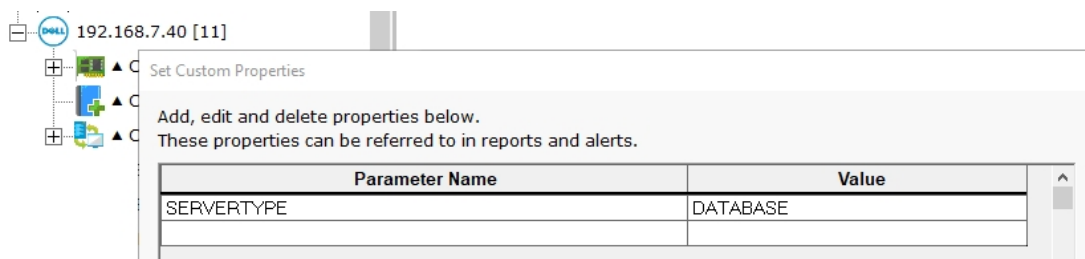 DELL
192.168.7.40 [11]
Set Custom Properties
Add, edit and delete properties below.
These properties can be referred to in reports and alerts.
Parameter Name Value
SERVERTYPE DATABASE